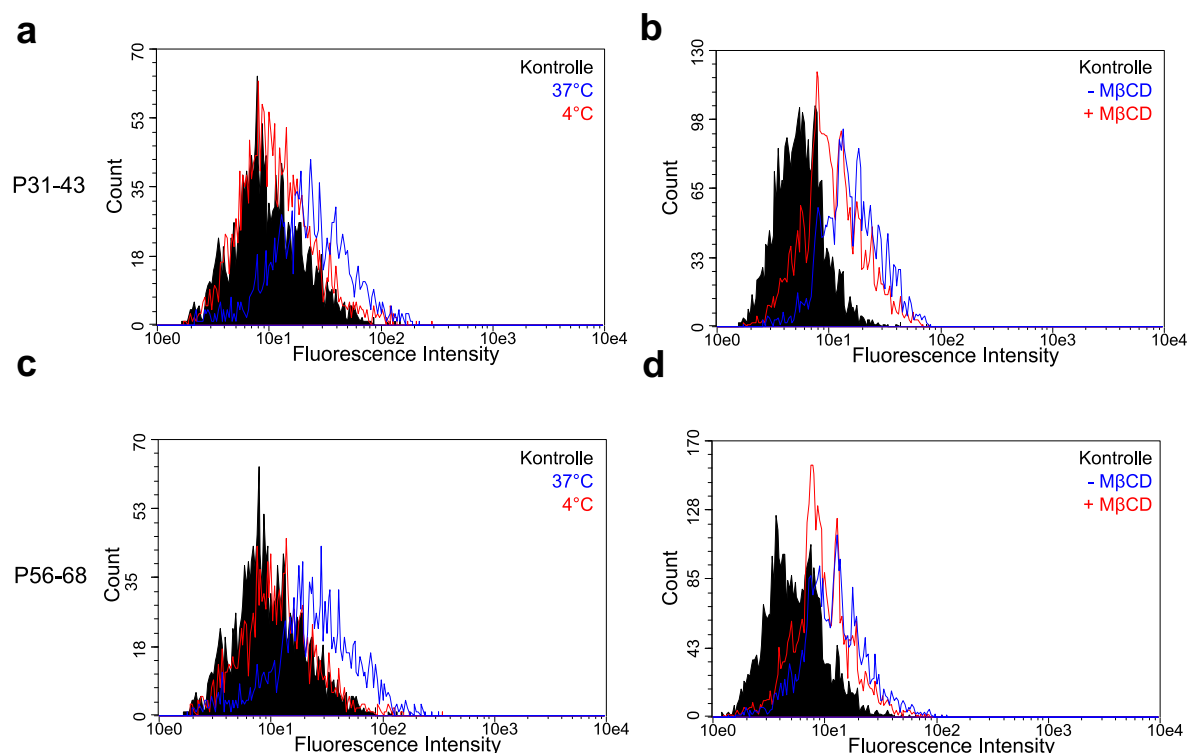 a
70
53
35
18
0
Count
Kontrolle
37°C
4°C
10e0 10e1 10e2 10e3 10e4
Fluorescence Intensity
P31-43
b
130
98
65
33
0
Count
Kontrolle
- MβCD
+ MβCD
10e0 10e1 10e2 10e3 10e4
Fluorescence Intensity
c
70
53
35
18
0
Count
Kontrolle
37°C
4°C
10e0 10e1 10e2 10e3 10e4
Fluorescence Intensity
P56-68
d
170
128
85
43
0
Count
Kontrolle
- MβCD
+ MβCD
10e0 10e1 10e2 10e3 10e4
Fluorescence Intensity